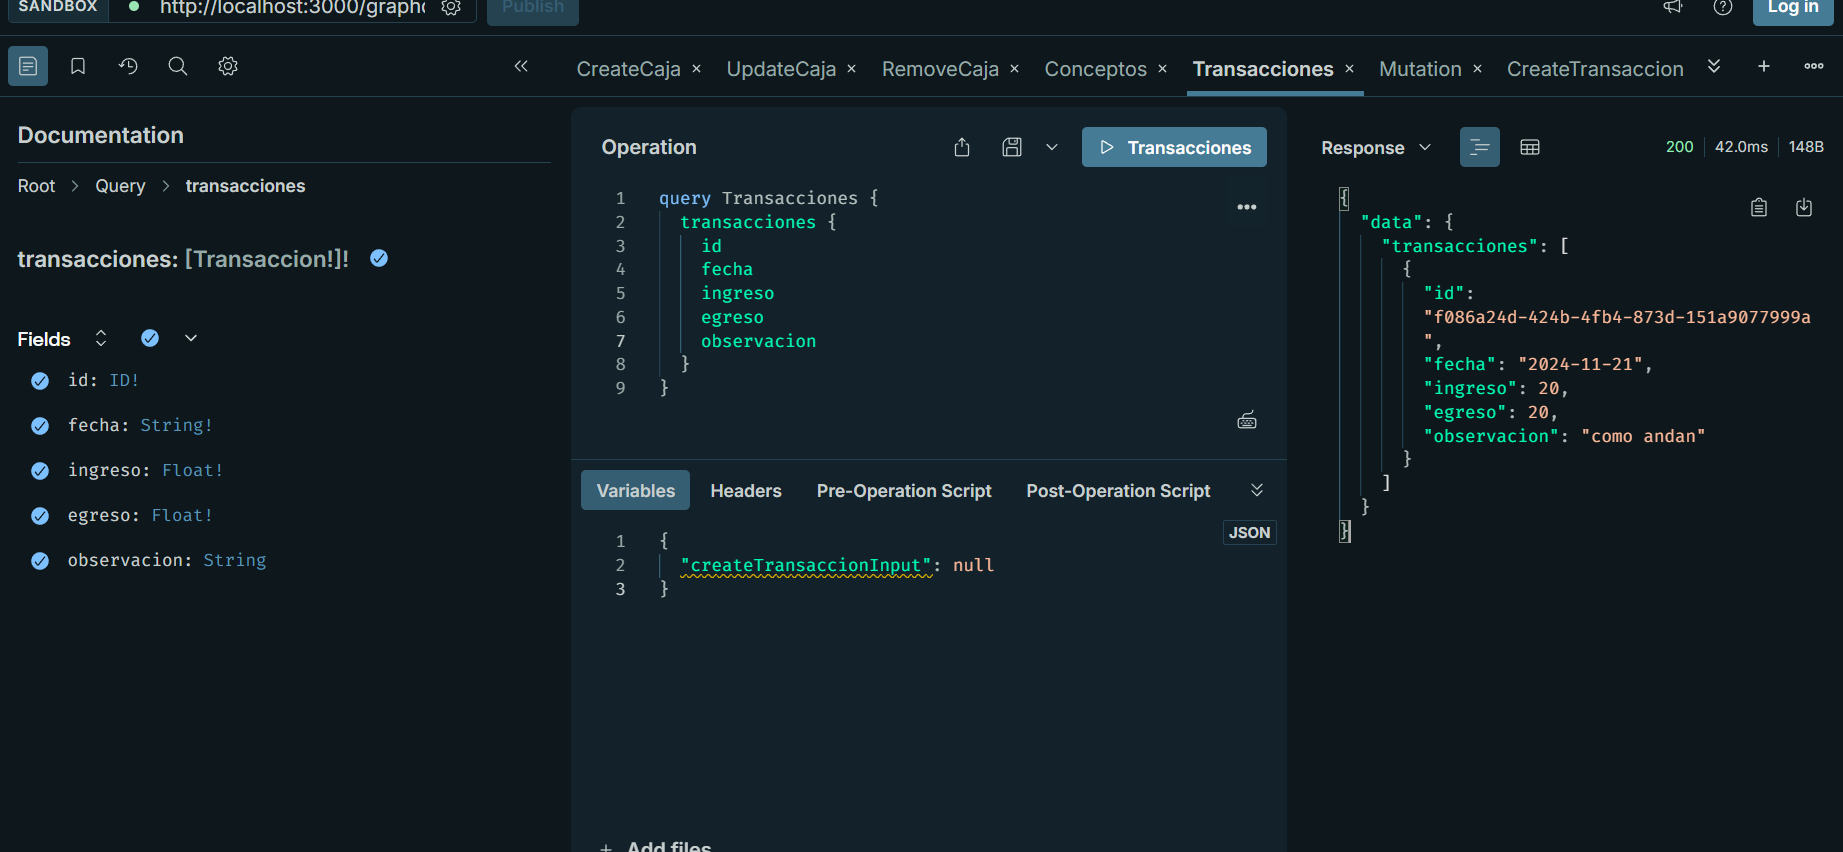 SANDBOX
http://localhost:3000/graph
Publish
Log in
CreateCaja
UpdateCaja
RemoveCaja
Conceptos
Transacciones
Mutation
CreateTransaccion
Documentation
Root > Query > transacciones
transacciones: [Transaccion!]!
Fields
id: ID!
fecha: String!
ingreso: Float!
egreso: Float!
observacion: String
Operation
Transacciones
1 query Transacciones {
2 transacciones {
3 id
4 fecha
5 ingreso
6 egreso
7 observacion
8 }
9 }
Variables Headers Pre-Operation Script Post-Operation Script
JSON
1 {
2 "createTransaccionInput": null
3 }
+ Add files
Response
200 42.0ms 148B
{
"data": {
"transacciones": [
{
"id":
"f086a24d-424b-4fb4-873d-151a9077999a
",
"fecha": "2024-11-21",
"ingreso": 20,
"egreso": 20,
"observacion": "como andan"
}
]
}
}